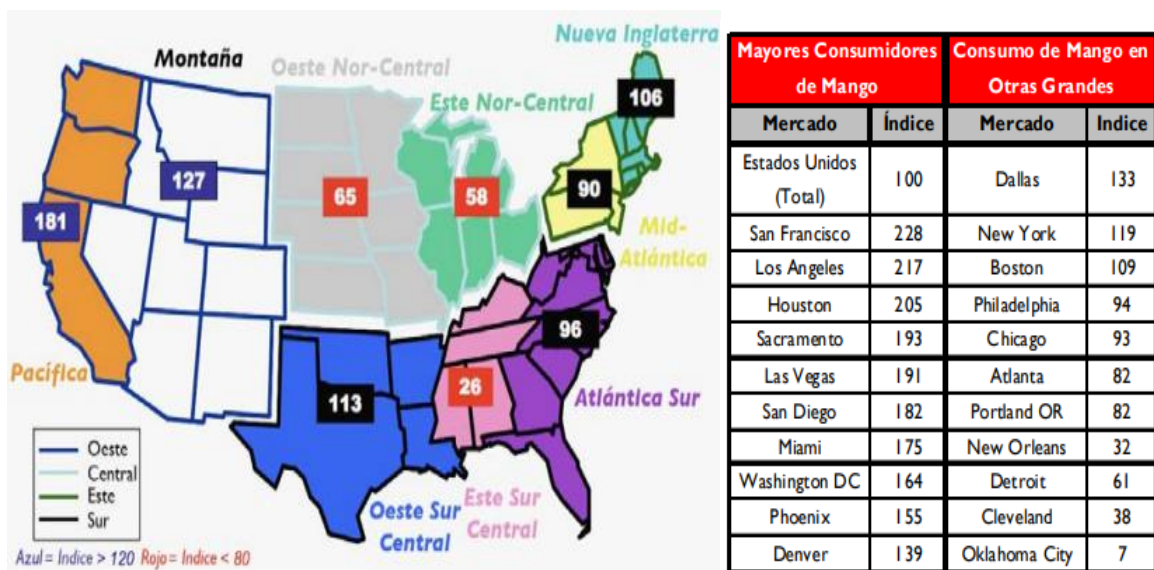 Montaña
Oeste Nor-Central
Nueva Inglaterra
Este Nor-Central
106
127
65
58
90
181
Mid-
Atlántica
96
Pacífica
26
113
Atlántica Sur
Oeste Sur
Central
Este Sur
Central
Oeste
Central
Este
Sur
Azul = Indice > 120 Rojo = Indice < 80
Mayores Consumidores
de Mango
Consumo de Mango en
Otras Grandes
Mercado Índice Mercado Indice
Estados Unidos
(Total) 100 Dallas 133
San Francisco 228 New York 119
Los Angeles 217 Boston 109
Houston 205 Philadelphia 94
Sacramento 193 Chicago 93
Las Vegas 191 Atlanta 82
San Diego 182 Portland OR 82
Miami 175 New Orleans 32
Washington DC 164 Detroit 61
Phoenix 155 Cleveland 38
Denver 139 Oklahoma City 7